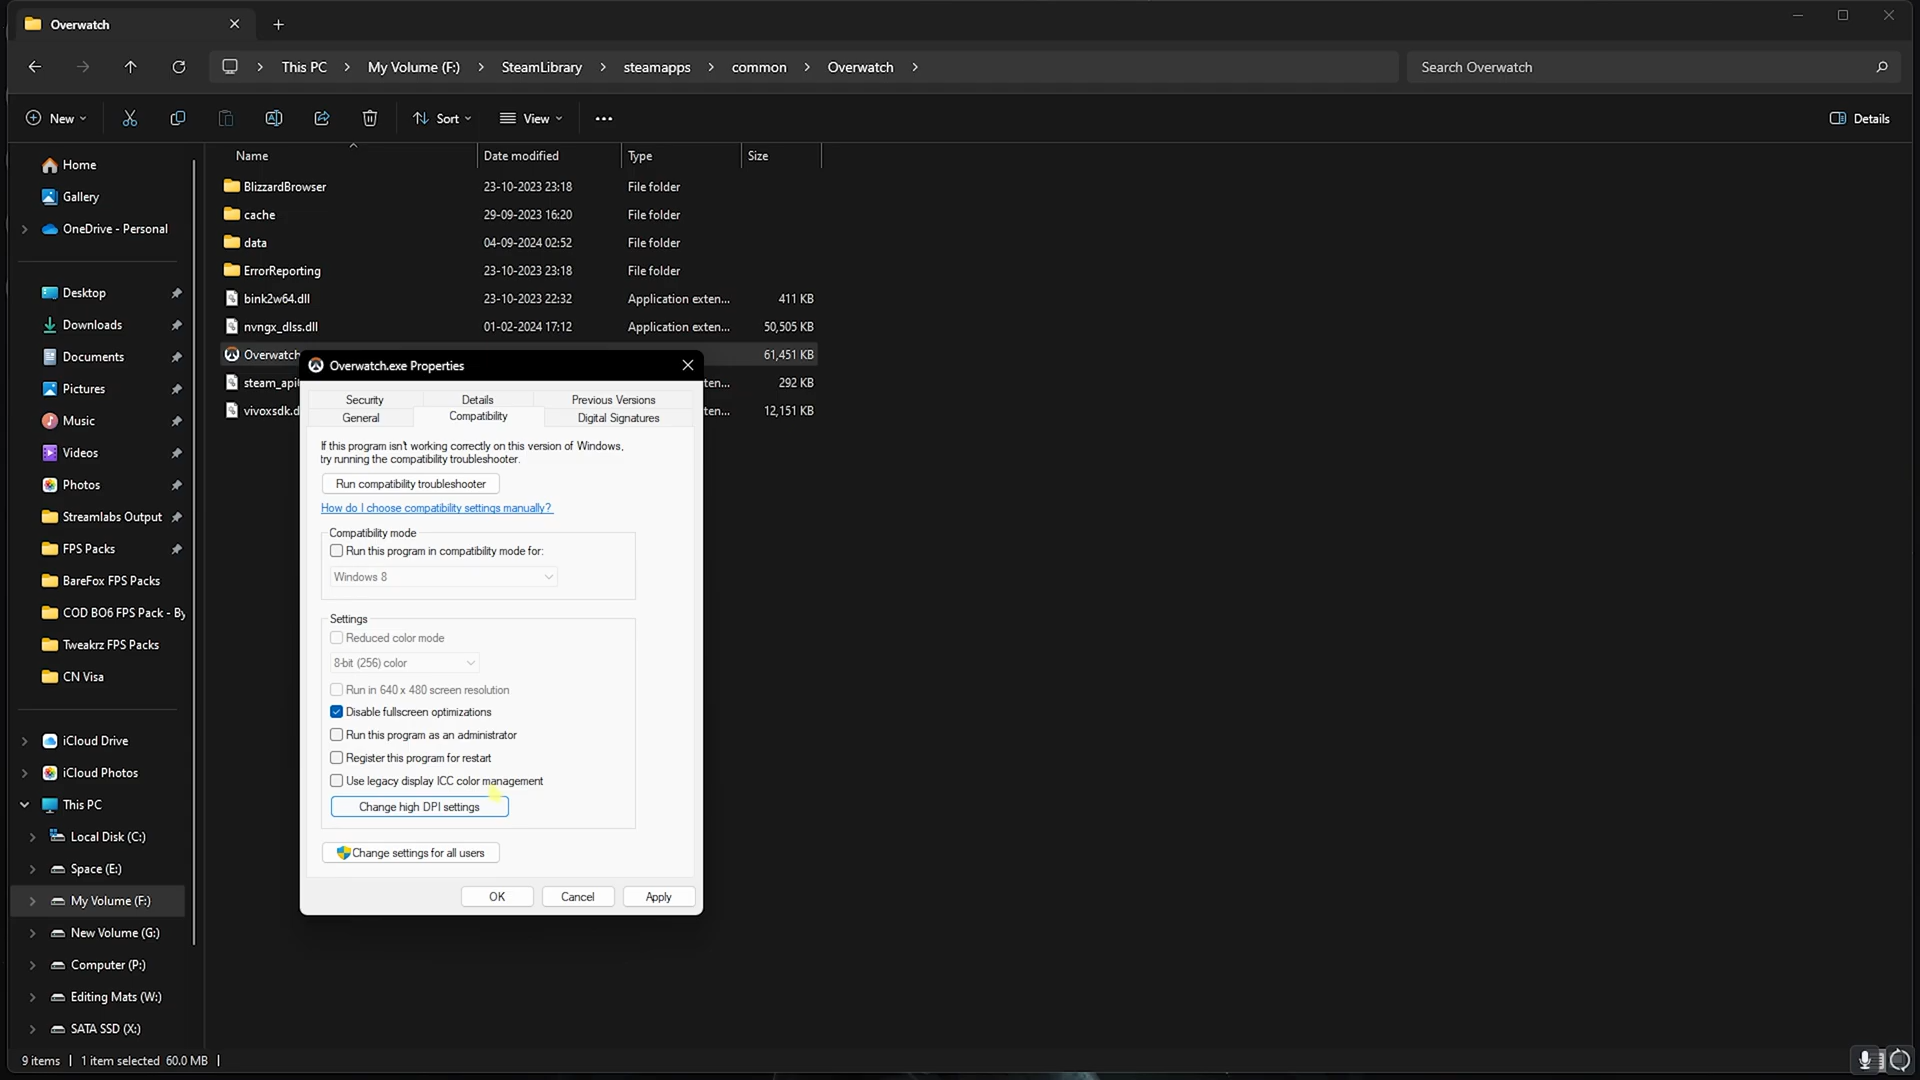 Overwatch
This PC
My Volume (F:)
SteamLibrary
steamapps
common
Overwatch
Search Overwatch
New
Sort
View
Details
Name
Date modified
Type
Size
Home
Gallery
OneDrive - Personal
Desktop
Downloads
Documents
Pictures
Music
Videos
Photos
Streamlabs Output
FPS Packs
BareFox FPS Packs
COD BO6 FPS Pack - By
Tweakrz FPS Packs
CN Visa
iCloud Drive
iCloud Photos
This PC
Local Disk (C:)
Space (E:)
My Volume (F:)
New Volume (G:)
Computer (P:)
Editing Mats (W:)
SATA SSD (X:)
BlizzardBrowser 23-10-2023 23:18 File folder
cache 29-09-2023 16:20 File folder
data 04-09-2024 02:52 File folder
ErrorReporting 23-10-2023 23:18 File folder
bink2w64.dll 23-10-2023 22:32 Application exten... 411 KB
nvngx_dlss.dll 01-02-2024 17:12 Application exten... 50,505 KB
Overwatch 61,451 KB
steam_api ten... 292 KB
vivoxsdk.d ten... 12,151 KB
Overwatch.exe Properties
Security
Details
Previous Versions
General
Compatibility
Digital Signatures
If this program isn't working correctly on this version of Windows,
try running the compatibility troubleshooter.
Run compatibility troubleshooter
How do I choose compatibility settings manually?
Compatibility mode
Run this program in compatibility mode for:
Windows 8
Settings
Reduced color mode
8-bit (256) color
Run in 640 x 480 screen resolution
Disable fullscreen optimizations
Run this program as an administrator
Register this program for restart
Use legacy display ICC color management
Change high DPI settings
Change settings for all users
OK
Cancel
Apply
9 items
1 item selected 60.0 MB